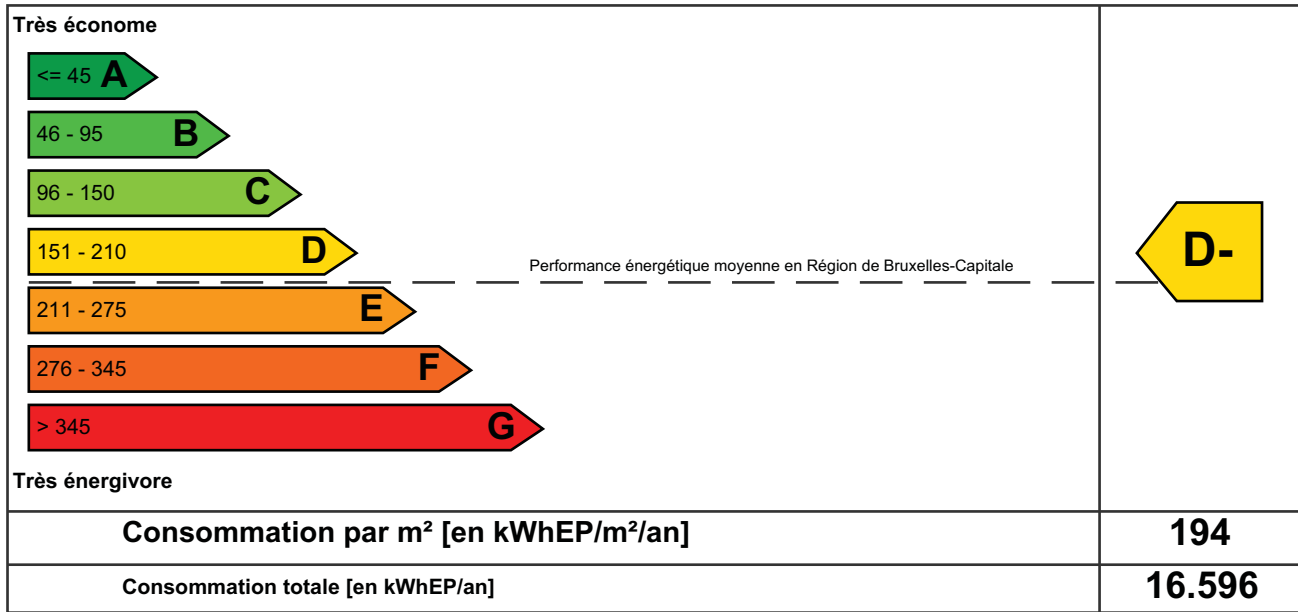 Très économe
<= 45 A
46 - 95 B
96 - 150 C
151 - 210 D
Performance énergétique moyenne en Région de Bruxelles-Capitale
D-
211 - 275 E
276 - 345 F
> 345 G
Très énergivore
Consommation par m² [en kWhEP/m²/an] 194
Consommation totale [en kWhEP/an] 16.596